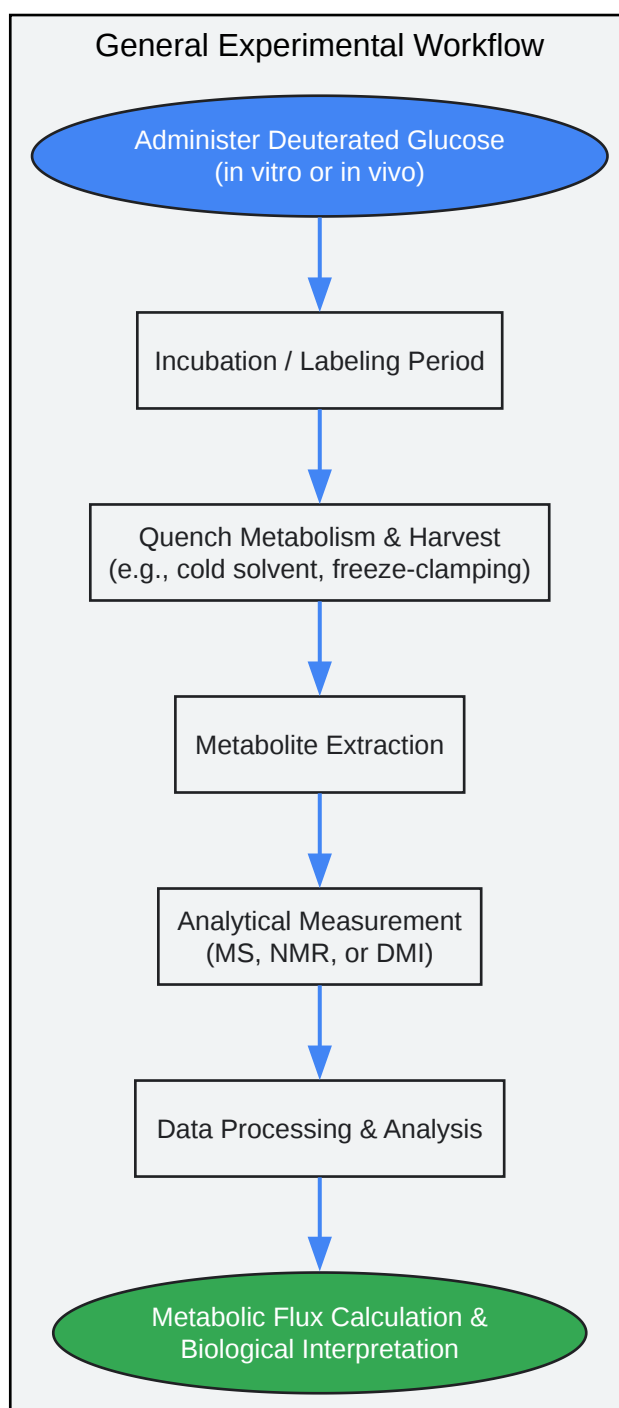 General Experimental Workflow
Administer Deuterated Glucose
(in vitro or in vivo)
Incubation / Labeling Period
Quench Metabolism & Harvest
(e.g., cold solvent, freeze-clamping)
Metabolite Extraction
Analytical Measurement
(MS, NMR, or DMI)
Data Processing & Analysis
Metabolic Flux Calculation &
Biological Interpretation